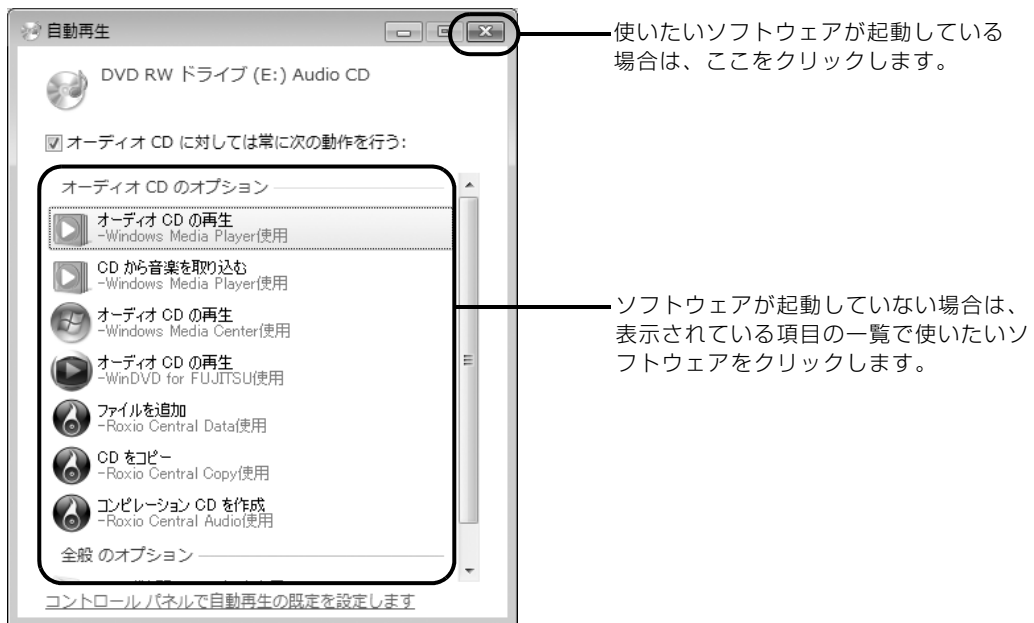 自動再生
DVD RW ドライブ (E:) Audio CD
オーディオ CD に対しては常に次の動作を行う:
オーディオ CD のオプション
オーディオ CD の再生
-Windows Media Player使用
CD から音楽を取り込む
-Windows Media Player使用
オーディオ CD の再生
-Windows Media Center使用
オーディオ CD の再生
-WinDVD for FUJITSU使用
ファイルを追加
-Roxio Central Data使用
CD をコピー
-Roxio Central Copy使用
コンピレーション CD を作成
-Roxio Central Audio使用
全般 のオプション
コントロール パネルで自動再生の既定を設定します
使いたいソフトウェアが起動している
場合は、ここをクリックします。
ソフトウェアが起動していない場合は、
表示されている項目の一覧で使いたいソ
フトウェアをクリックします。